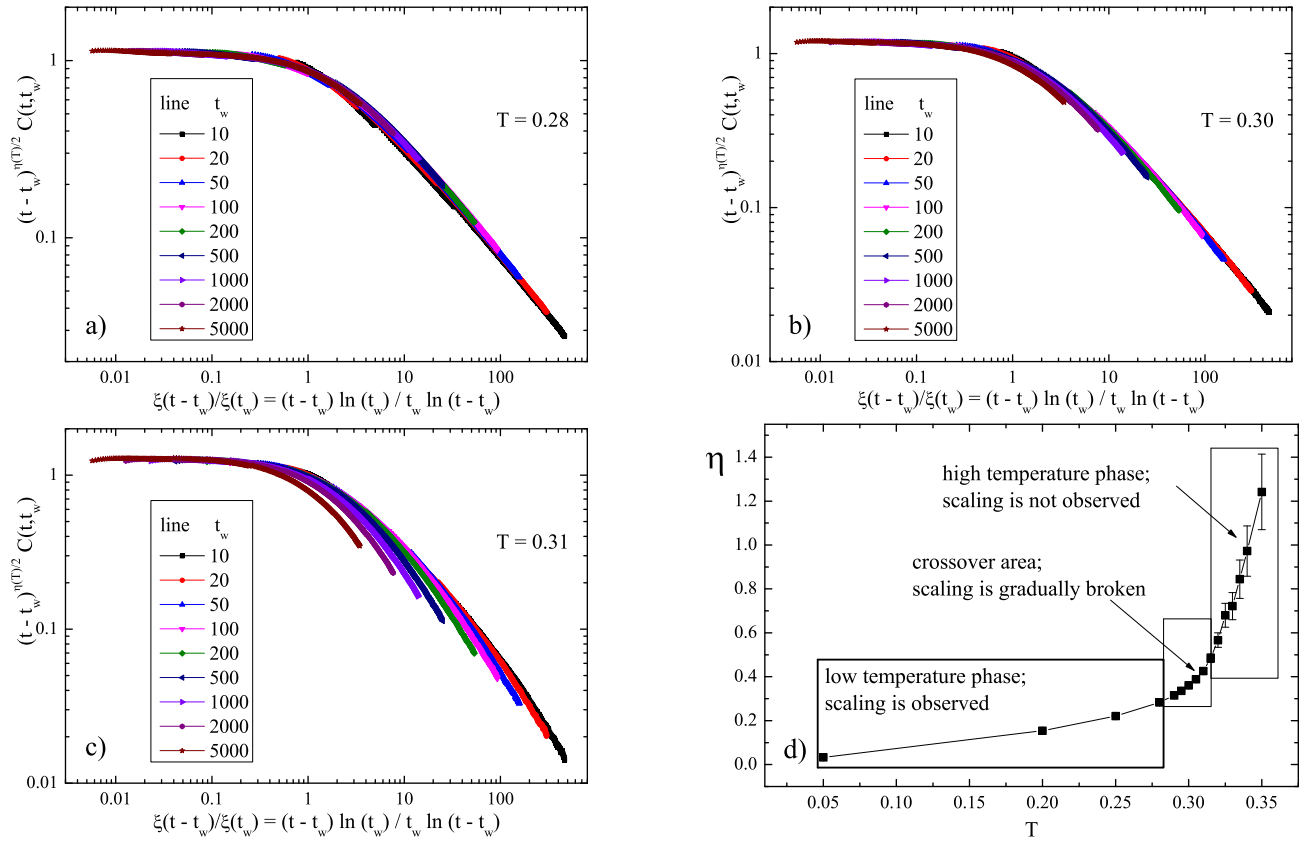 a)
(t - t_w)^η(T)/2 C(t,t_w)
1
0.1
line t_w
10
20
50
100
200
500
1000
2000
5000
T = 0.28
0.01 0.1 1 10 100
ξ(t - t_w)/ξ(t_w) = (t - t_w) ln (t_w) / t_w ln (t - t_w)
b)
(t - t_w)^η(T)/2 C(t,t_w)
1
0.1
0.01
line t_w
10
20
50
100
200
500
1000
2000
5000
T = 0.30
0.01 0.1 1 10 100
ξ(t - t_w)/ξ(t_w) = (t - t_w) ln (t_w) / t_w ln (t - t_w)
c)
(t - t_w)^η(T)/2 C(t,t_w)
1
0.1
0.01
line t_w
10
20
50
100
200
500
1000
2000
5000
T = 0.31
0.01 0.1 1 10 100
ξ(t - t_w)/ξ(t_w) = (t - t_w) ln (t_w) / t_w ln (t - t_w)
d)
η
1.4
1.2
1.0
0.8
0.6
0.4
0.2
0.0
high temperature phase;
scaling is not observed
crossover area;
scaling is gradually broken
low temperature phase;
scaling is observed
0.05 0.10 0.15 0.20 0.25 0.30 0.35
T